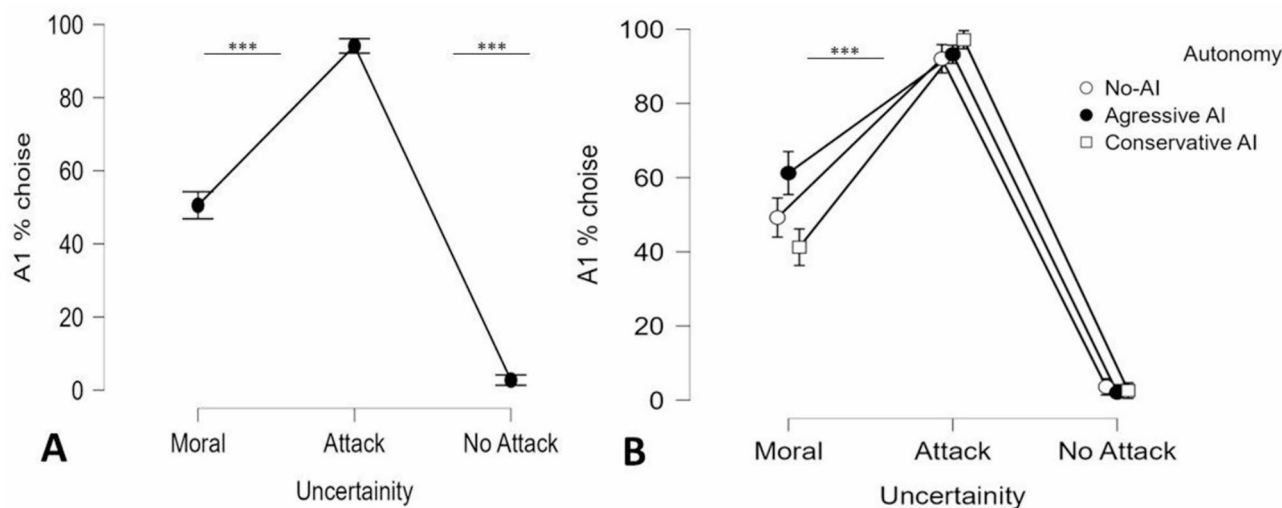 100
80
60
40
20
0
A1 % choise
***
***
Moral
Attack
No Attack
Uncertainity
A
100
80
60
40
20
0
A1 % choise
***
Autonomy
No-AI
Agressive AI
Conservative AI
Moral
Attack
No Attack
Uncertainity
B